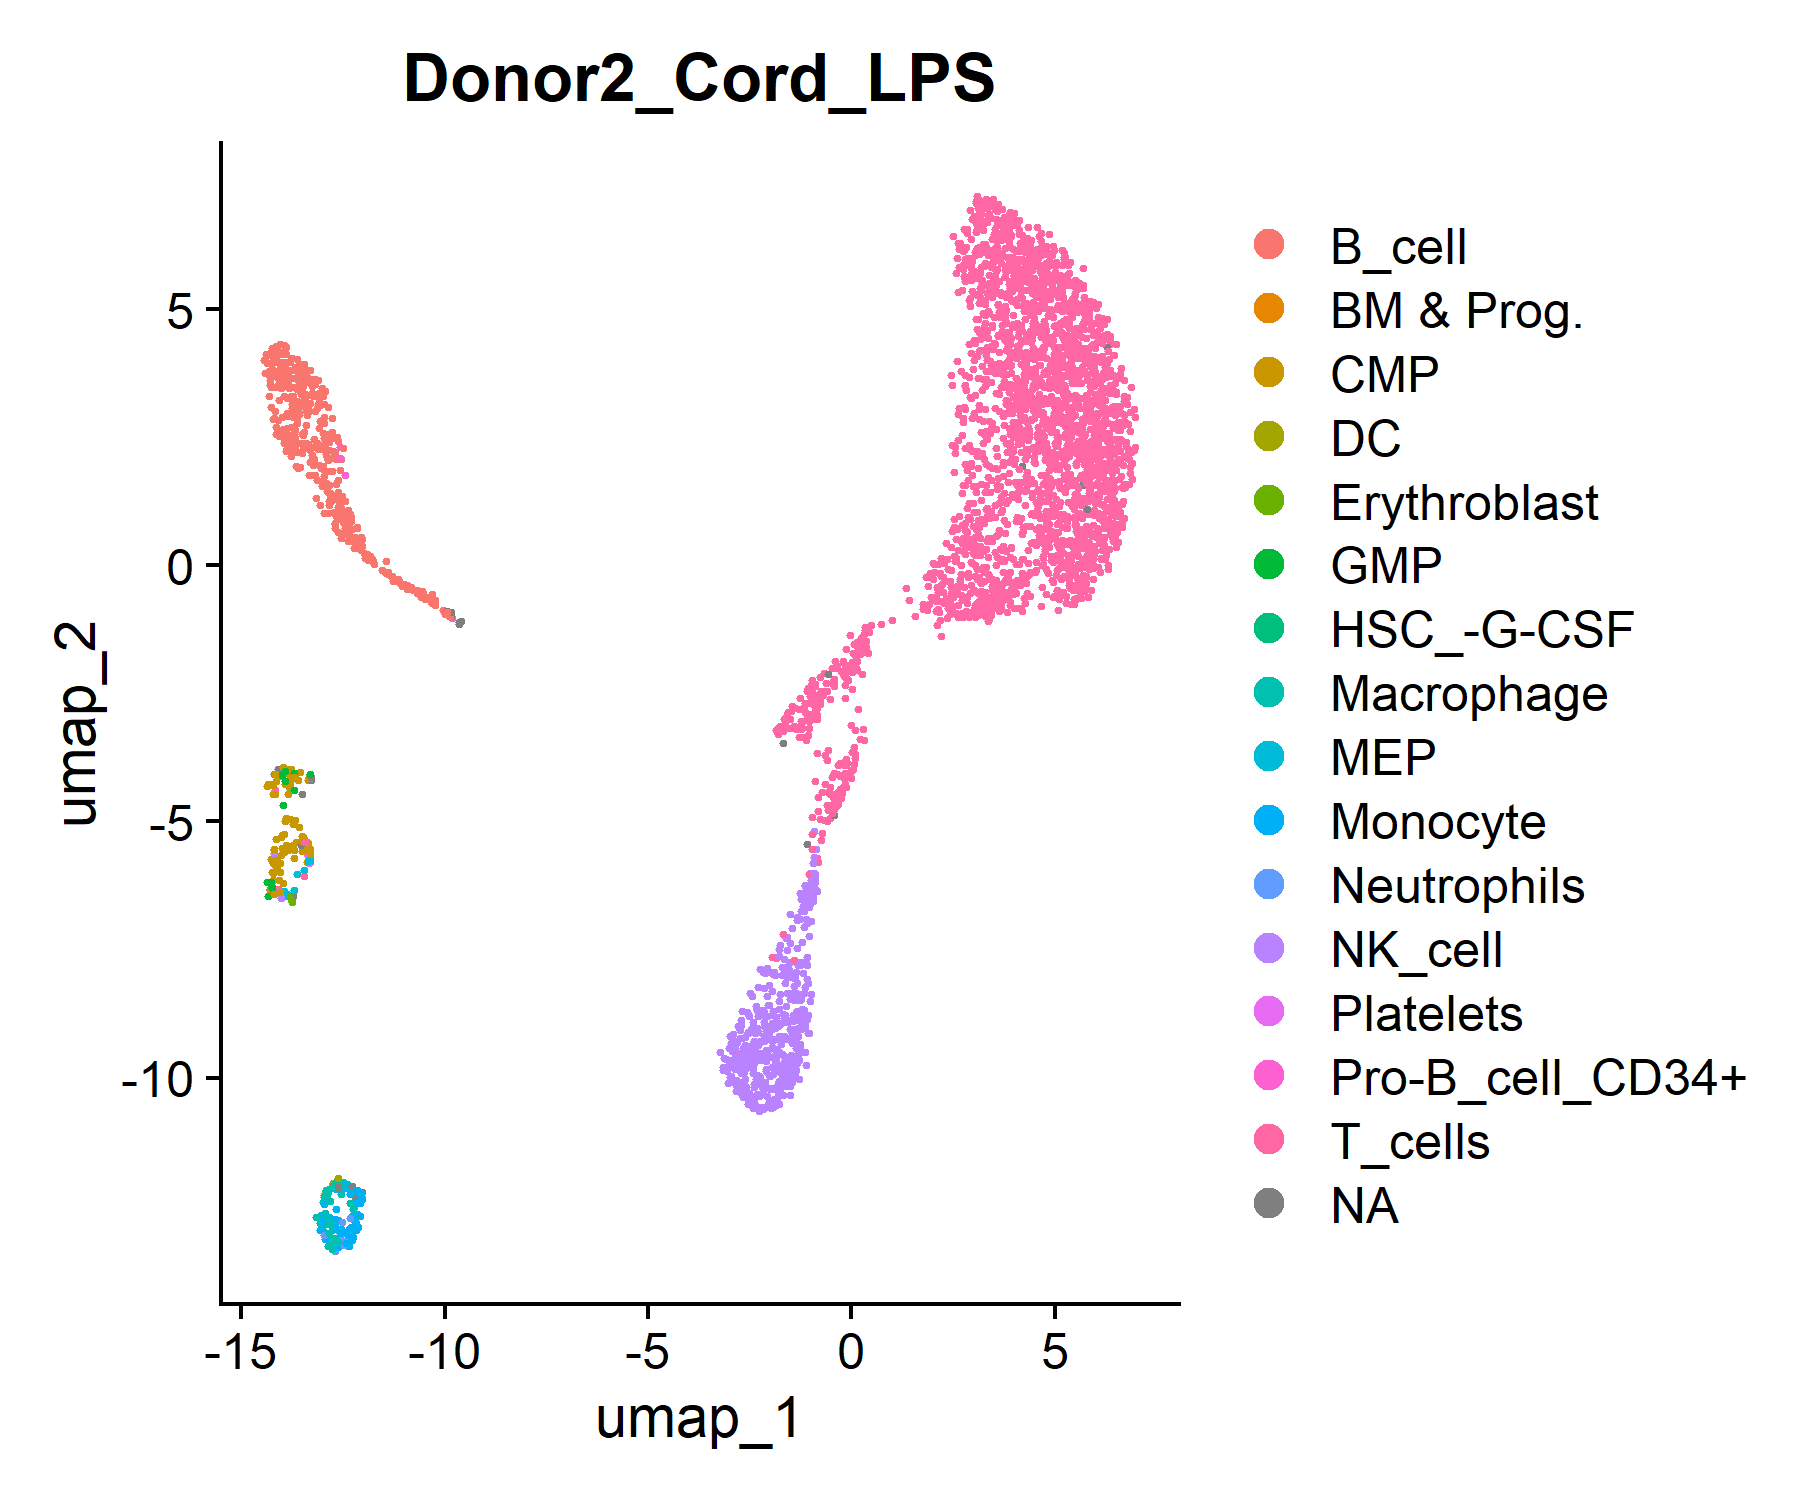 Donor2_Cord_LPS
umap_2
5
0
-5
-10
-15
-10
-5
0
5
umap_1
B_cell
BM & Prog.
CMP
DC
Erythroblast
GMP
HSC_-G-CSF
Macrophage
MEP
Monocyte
Neutrophils
NK_cell
Platelets
Pro-B_cell_CD34+
T_cells
NA